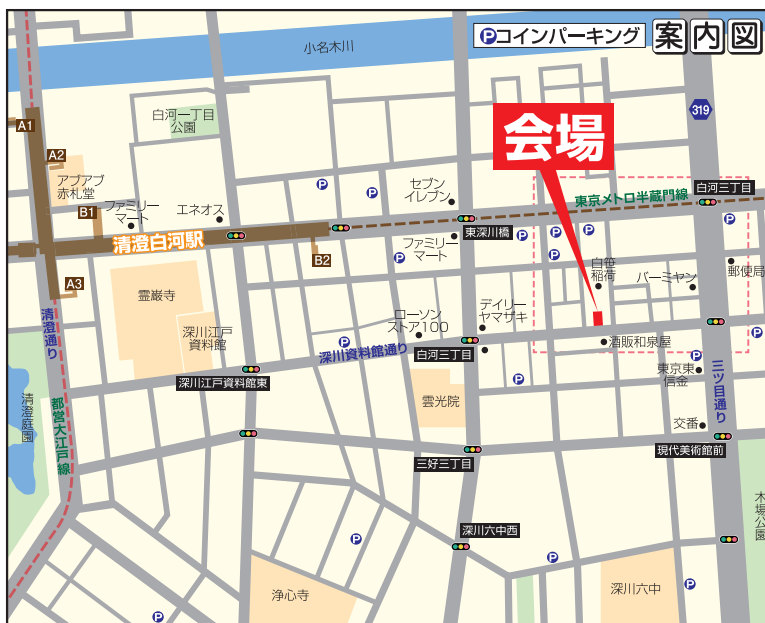 小名木川
Pコインパーキング
案内図
319
A1
白河一丁目
公園
会場
A2
アブアブ
赤札堂
P
P
セブン
イレブン
白河三丁目
東京メトロ半蔵門線
B1
ファミリー
マート
エネオス
P
東深川橋
P
P
P
清澄白河駅
ファミリー
マート
P
B2
P
白笹
稲荷
バーミヤン
郵便局
A3
霊巌寺
深川江戸
資料館
ローソン
ストア100
デイリー
ヤマザキ
清澄通り
P
深川資料館通り
白河三丁目
酒販和泉屋
P
深川江戸資料館東
P
東京東
信金
三ツ目通り
清澄庭園
都営大江戸線
雲光院
交番
三好三丁目
現代美術館前
木場公園
深川六中西
P
P
浄心寺
深川六中
P
P